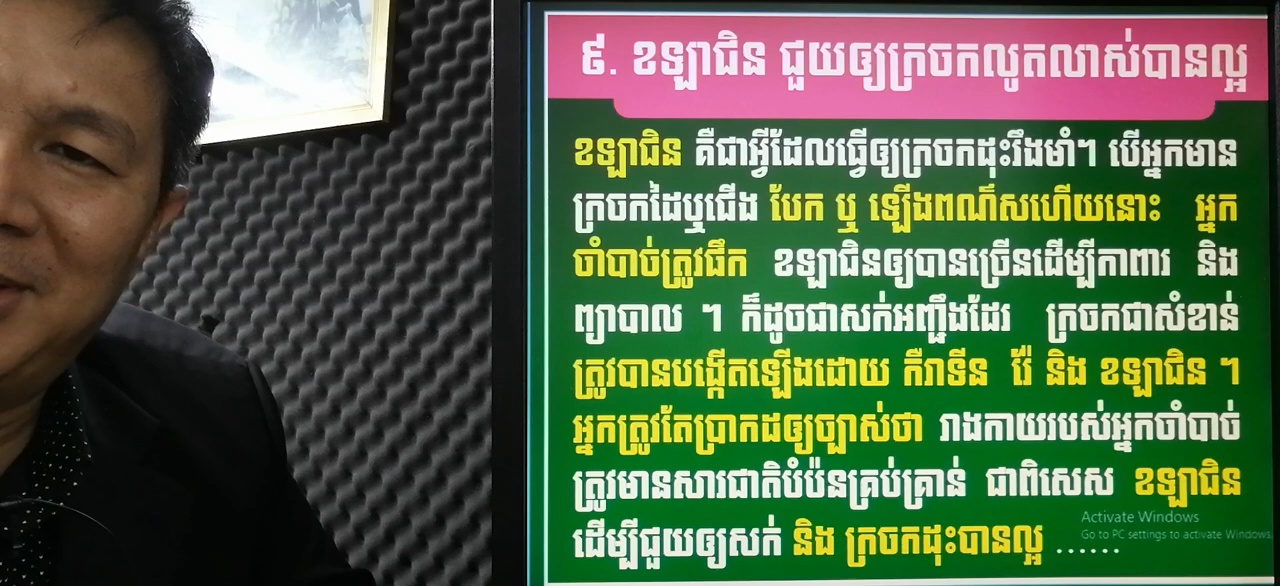 ៩. ខឡាជិន ជួយឲ្យក្រចកលូតលាស់បានល្អ
ខឡាជិន គឺជាអ្វីដែលធ្វើឲ្យក្រចកដុះរឹងមាំ។ បើអ្នកមាន
ក្រចកដៃឬជើង បែក ឬ ឡើងពណ៌សហើយនោះ អ្នក
ចាំបាច់ត្រូវផឹក ខឡាជិនឲ្យបានច្រើនដើម្បីការពារ និង
ព្យាបាល ។ ក៏ដូចជាសក់អញ្ជឹងដែរ ក្រចកជាសំខាន់
ត្រូវបានបង្កើតឡើងដោយ កឺរាទីន រ៉ែ និង ខឡាជិន ។
អ្នកត្រូវតែប្រាកដឲ្យច្បាស់ថា រាងកាយរបស់អ្នកចាំបាច់
ត្រូវមានសារជាតិបំប៉នគ្រប់គ្រាន់ ជាពិសេស ខឡាជិន
ដើម្បីជួយឲ្យសក់ និង ក្រចកដុះបានល្អ ......
Activate Windows
Go to PC settings to activate Windows.